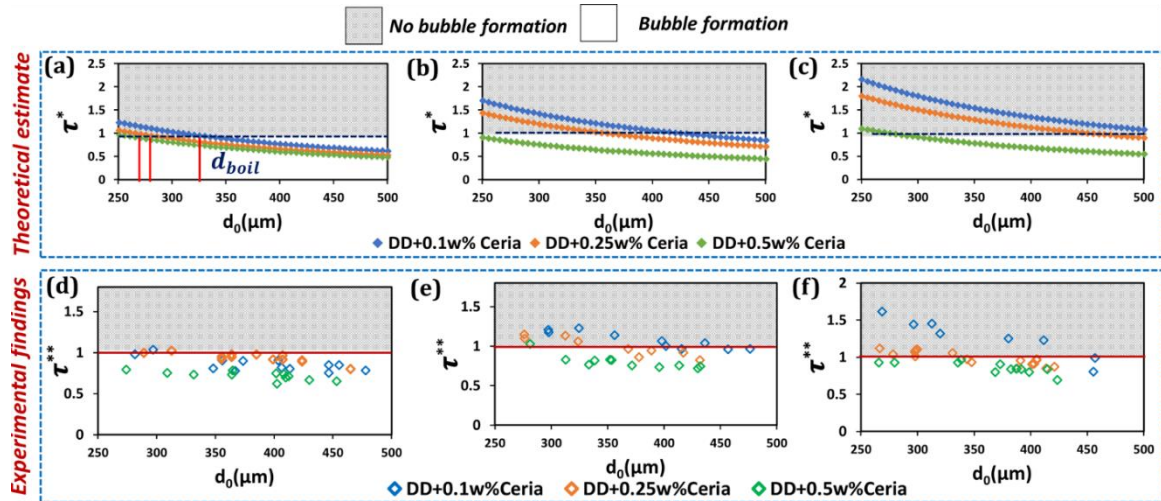 No bubble formation
Bubble formation
Theoretical estimate
(a)
(b)
(c)
τ*
2.5
2
1.5
1
0.5
0
d_boil
250 300 350 400 450 500
d₀(μm)
τ*
2.5
2
1.5
1
0.5
0
250 300 350 400 450 500
d₀(μm)
τ*
2.5
2
1.5
1
0.5
0
250 300 350 400 450 500
d₀(μm)
DD+0.1w% Ceria DD+0.25w% Ceria DD+0.5w% Ceria
Experimental findings
(d)
(e)
(f)
τ**
1.5
1
0.5
0
250 300 350 400 450 500
d₀(μm)
τ**
1.5
1
0.5
0
250 300 350 400 450 500
d₀(μm)
τ**
2
1.5
1
0.5
0
250 300 350 400 450 500
d₀(μm)
DD+0.1w%Ceria DD+0.25w%Ceria DD+0.5w%Ceria